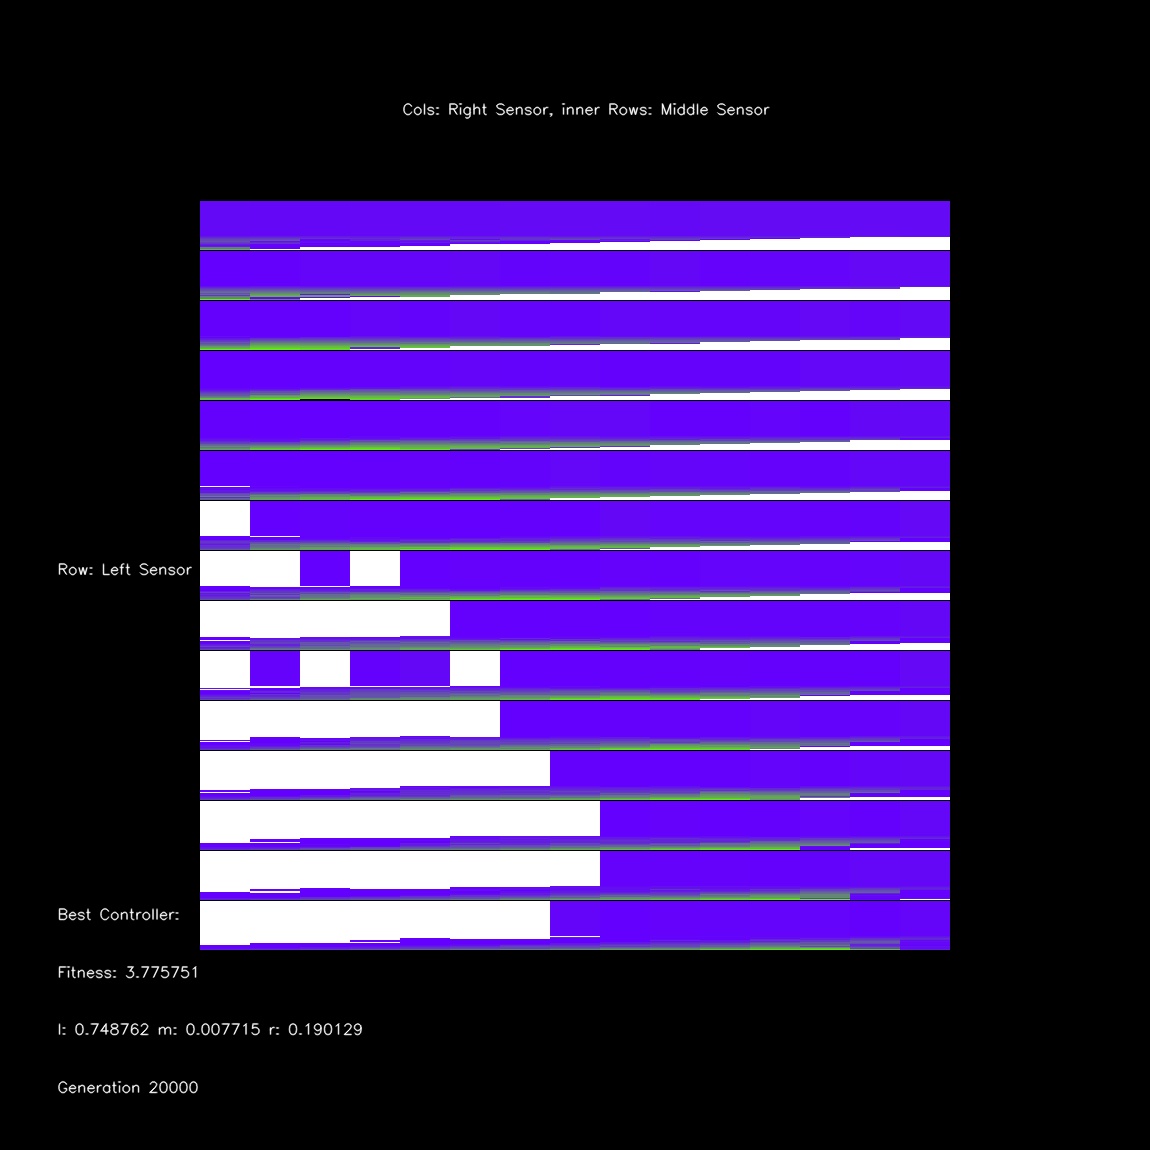 Cols: Right Sensor, inner Rows: Middle Sensor
Row: Left Sensor
Best Controller:
Fitness: 3.775751
l: 0.748762 m: 0.007715 r: 0.190129
Generation 20000